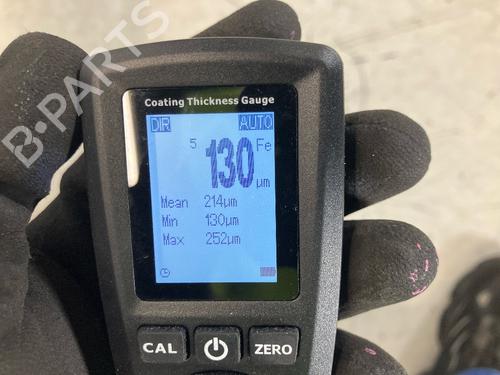 B-PARTS
Coating Thickness Gauge
DIR AUTO
5 130 Fe
µm
Mean 214µm
Min 130µm
Max 252µm
CAL ZERO